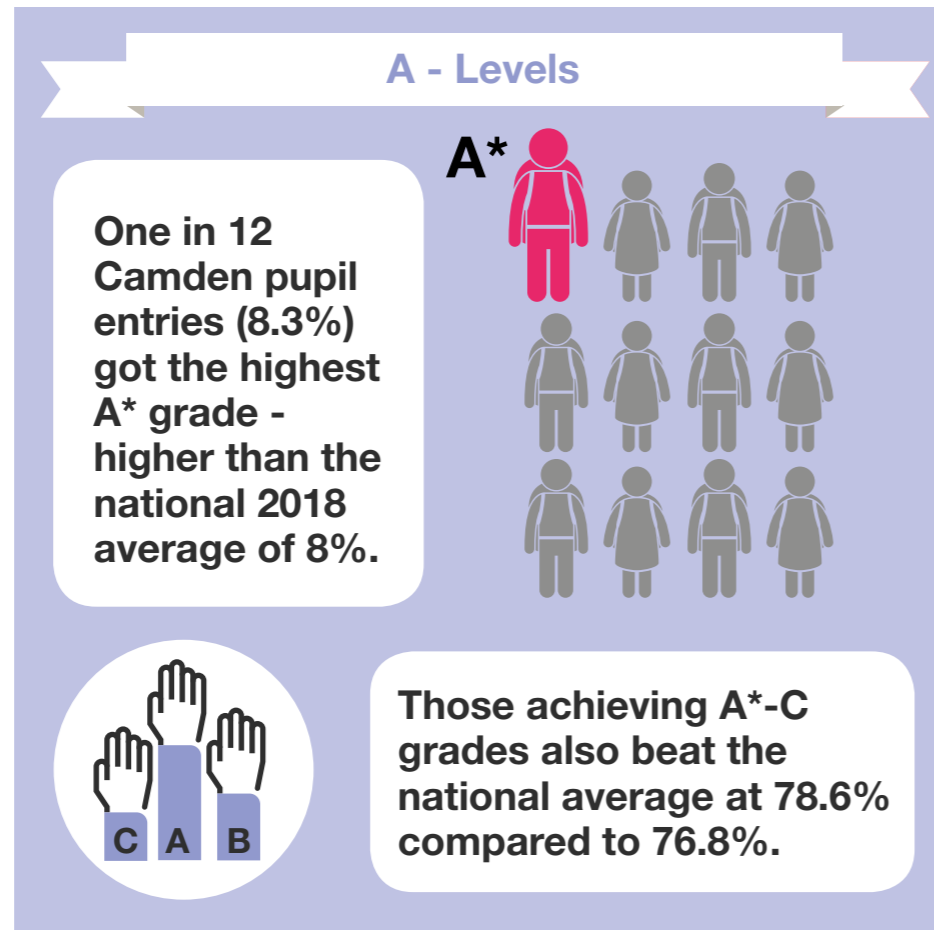 A - Levels
A*
One in 12
Camden pupil
entries (8.3%)
got the highest
A* grade -
higher than the
national 2018
average of 8%.
C A B
Those achieving A*-C
grades also beat the
national average at 78.6%
compared to 76.8%.